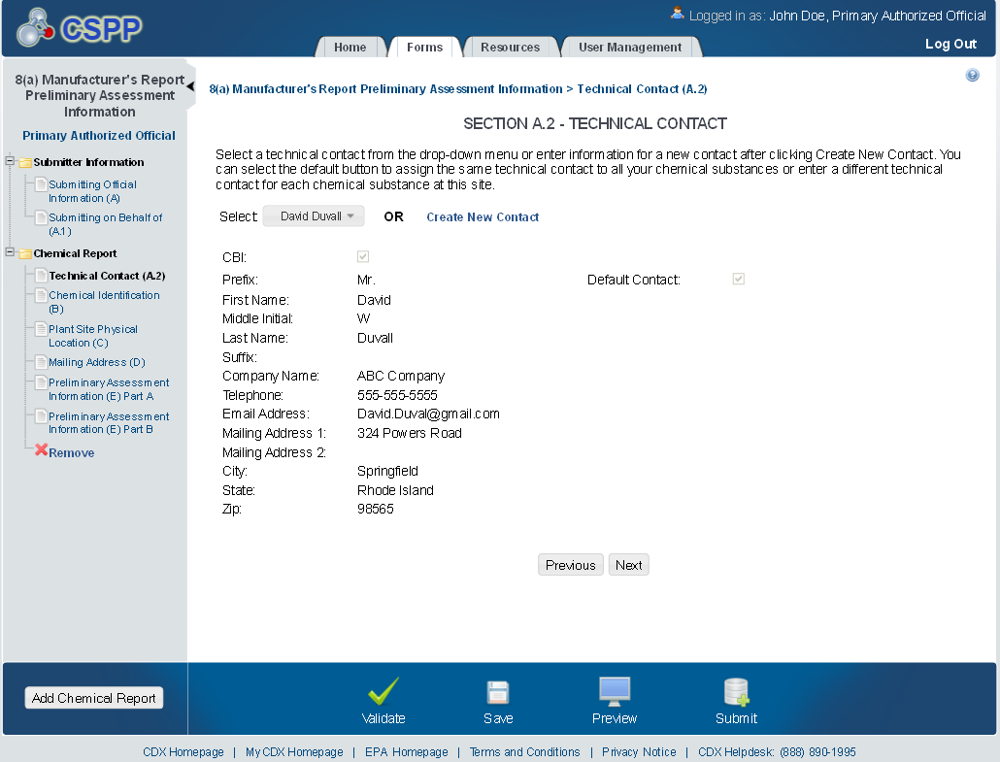 CSPP
Logged in as: John Doe, Primary Authorized Official
Home Forms Resources User Management
Log Out
8(a) Manufacturer's Report
Preliminary Assessment
Information
Primary Authorized Official
Submitter Information
Submitting Official
Information (A)
Submitting on Behalf of
(A.1)
Chemical Report
Technical Contact (A.2)
Chemical Identification
(B)
Plant Site Physical
Location (C)
Mailing Address (D)
Preliminary Assessment
Information (E) Part A
Preliminary Assessment
Information (E) Part B
Remove
8(a) Manufacturer's Report Preliminary Assessment Information > Technical Contact (A.2)
SECTION A.2 - TECHNICAL CONTACT
Select a technical contact from the drop-down menu or enter information for a new contact after clicking Create New Contact. You
can select the default button to assign the same technical contact to all your chemical substances or enter a different technical
contact for each chemical substance at this site.
Select: David Duvall OR Create New Contact
CBI:
Prefix: Mr. Default Contact:
First Name: David
Middle Initial: W
Last Name: Duvall
Suffix:
Company Name: ABC Company
Telephone: 555-555-5555
Email Address: David.Duval@gmail.com
Mailing Address 1: 324 Powers Road
Mailing Address 2:
City: Springfield
State: Rhode Island
Zip: 98565
Previous Next
Add Chemical Report
Validate Save Preview Submit
CDX Homepage | MyCDX Homepage | EPA Homepage | Terms and Conditions | Privacy Notice | CDX Helpdesk: (888) 890-1995